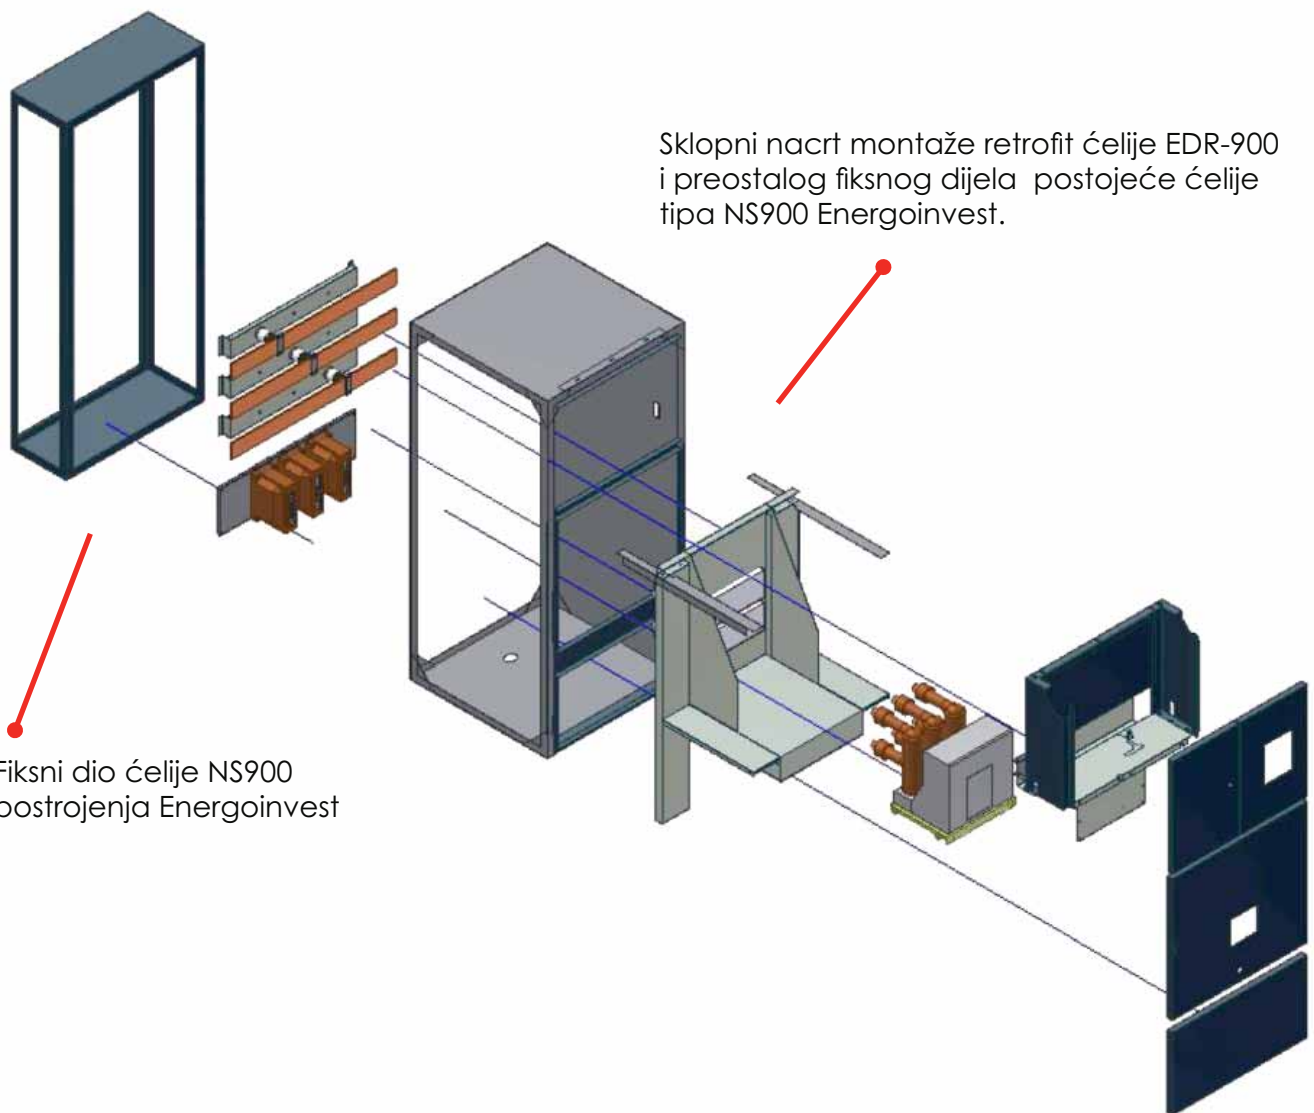 Sklopni nacrt montaže retrofit ćelije EDR-900
i preostalog fiksnog dijela postojeće ćelije
tipa NS900 Energoinvest.
Fiksni dio ćelije NS900
postrojenja Energoinvest